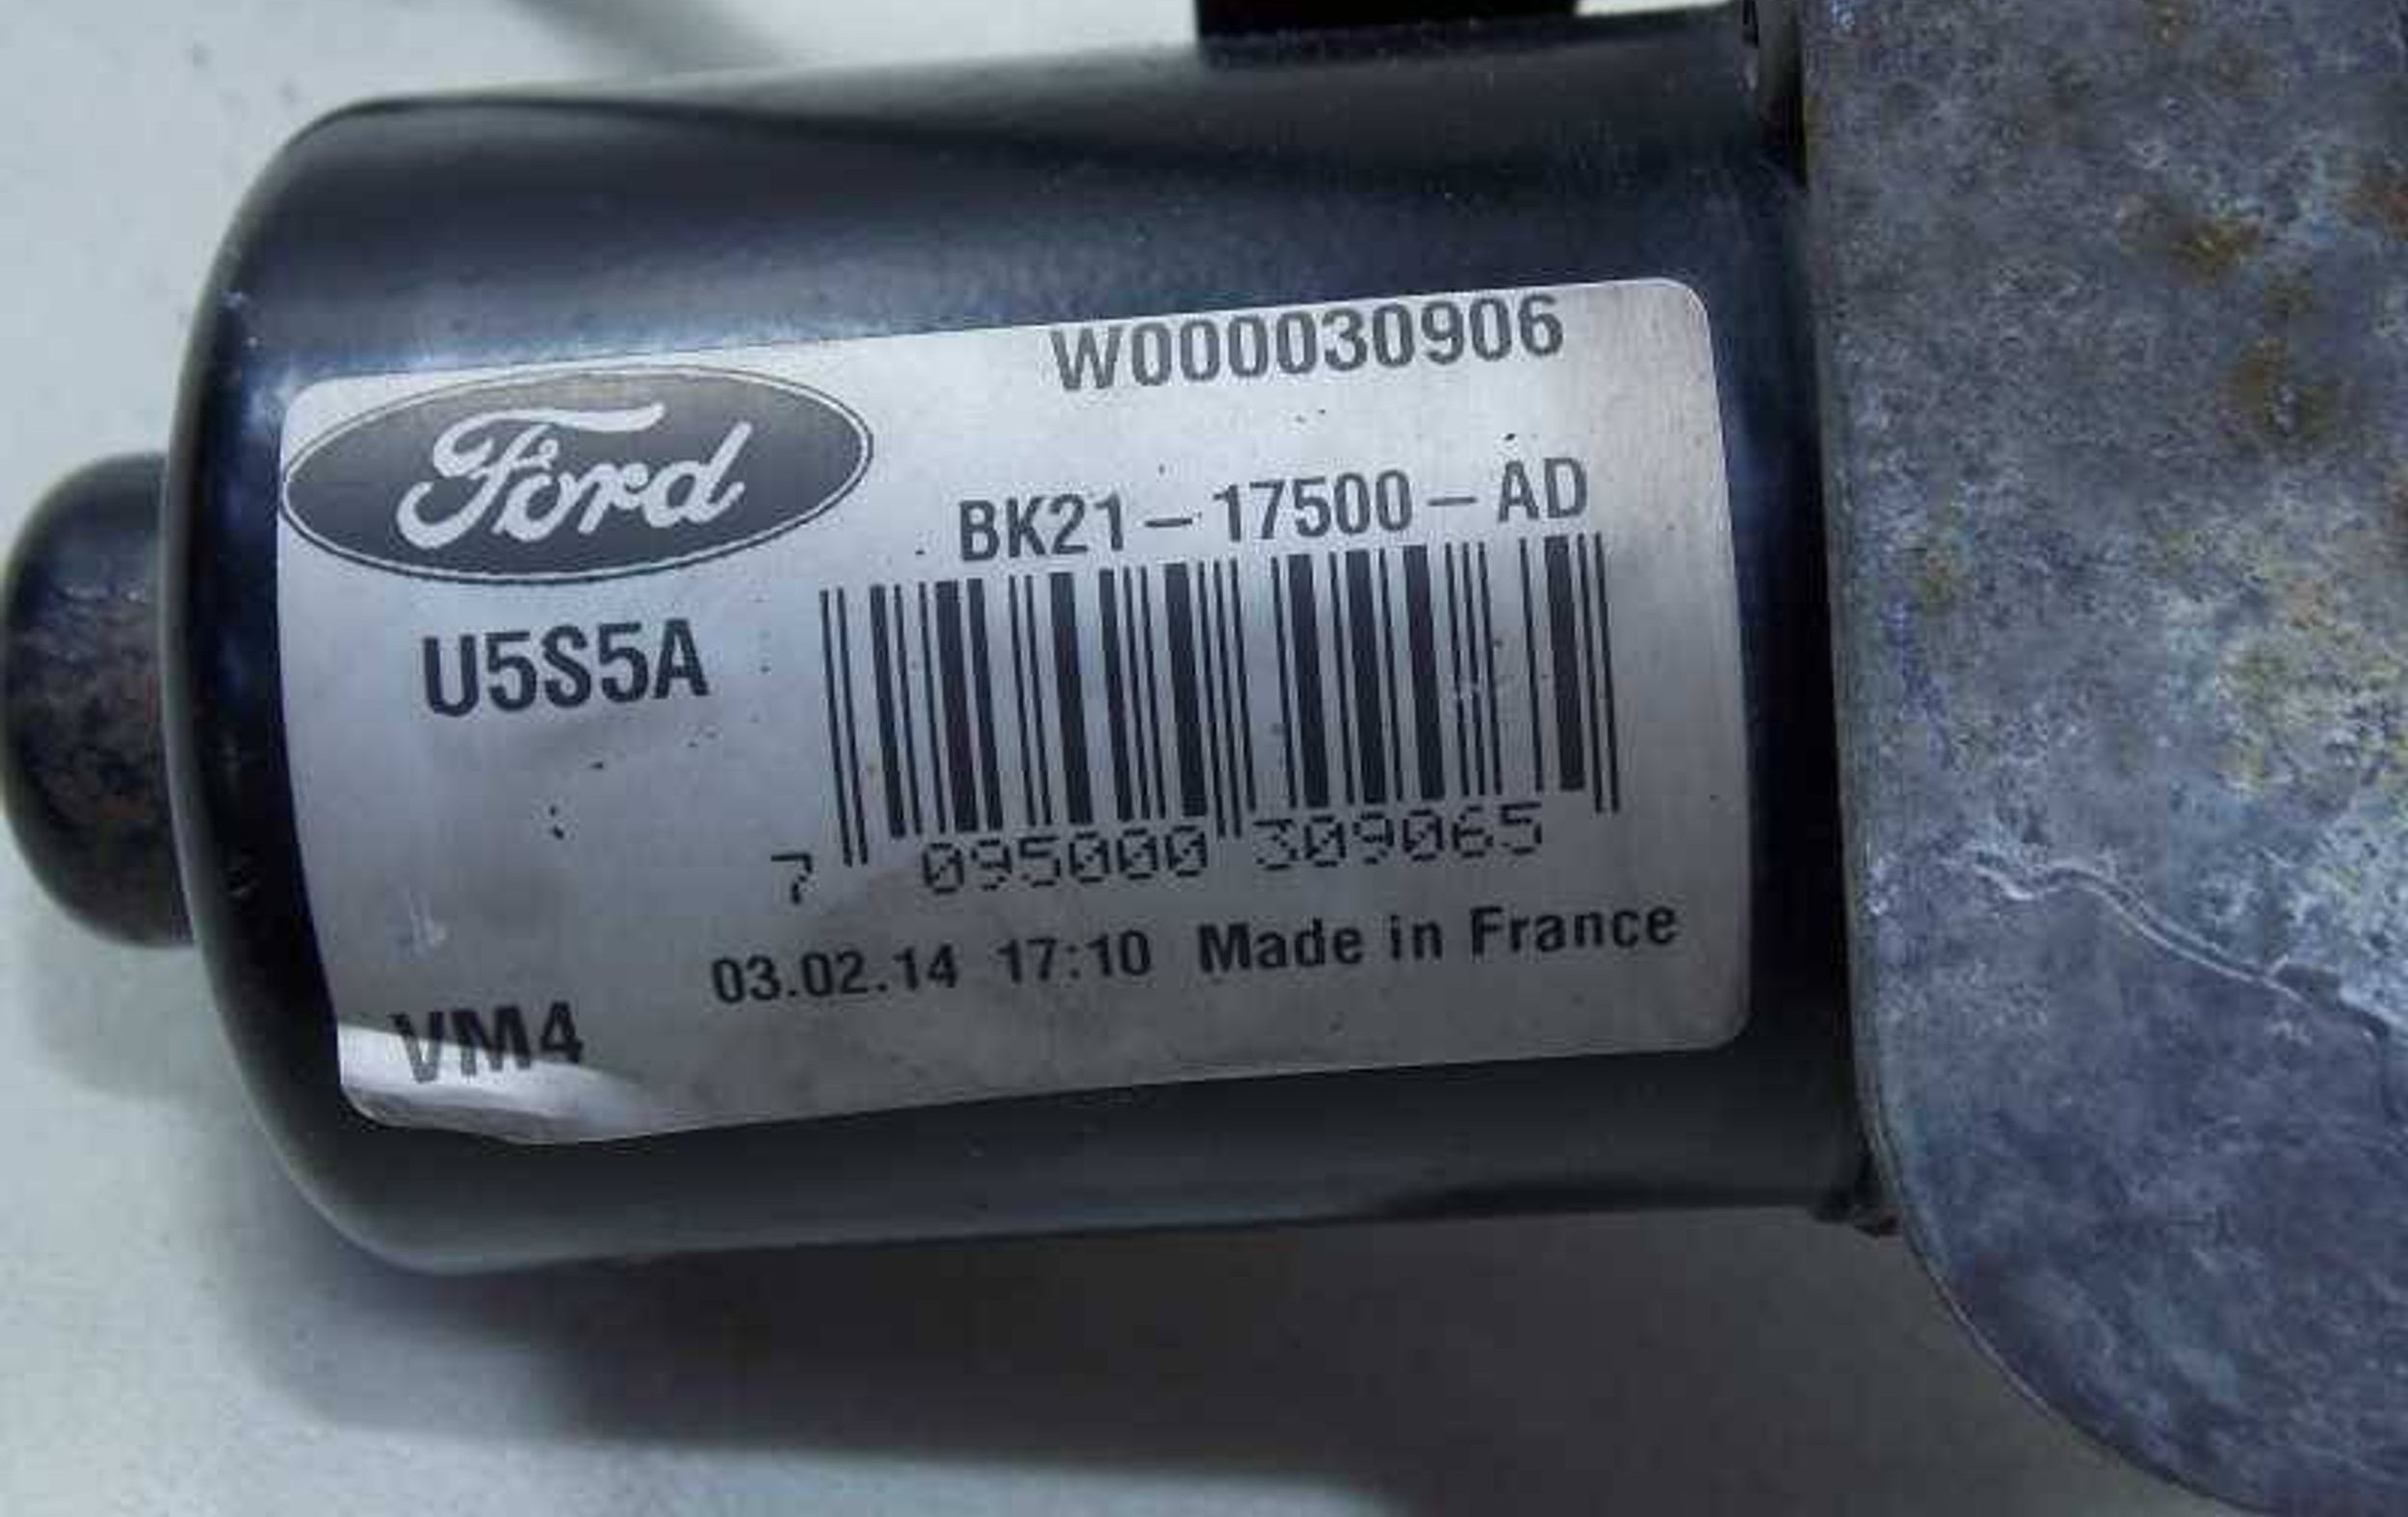 W000030906
Ford
BK21-17500-AD
U5S5A
7 095000 309065
03.02.14 17:10 Made in France
VM4